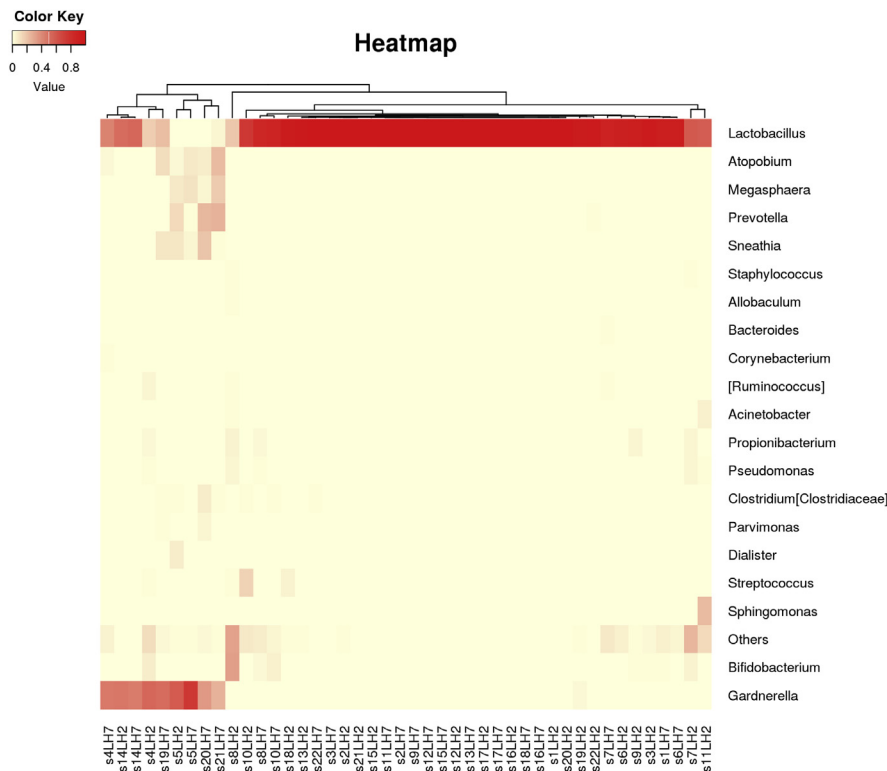 Color Key
0 0.4 0.8
Value
Heatmap
Lactobacillus
Atopobium
Megasphaera
Prevotella
Sneathia
Staphylococcus
Allobaculum
Bacteroides
Corynebacterium
[Ruminococcus]
Acinetobacter
Propionibacterium
Pseudomonas
Clostridium[Clostridiaceae]
Parvimonas
Dialister
Streptococcus
Sphingomonas
Others
Bifidobacterium
Gardnerella
s4LH7
s14LH2
s14LH7
s4LH2
s19LH7
s5LH2
s5LH7
s20LH7
s21LH7
s8LH2
s10LH2
s8LH7
s10LH7
s18LH2
s13LH2
s22LH7
s3LH7
s2LH2
s21LH2
s15LH2
s11LH7
s2LH7
s9LH7
s12LH7
s15LH7
s12LH2
s13LH7
s17LH2
s17LH7
s16LH2
s18LH7
s16LH7
s1LH2
s20LH2
s19LH2
s22LH2
s7LH7
s6LH2
s9LH2
s3LH2
s1LH7
s6LH7
s7LH2
s11LH2